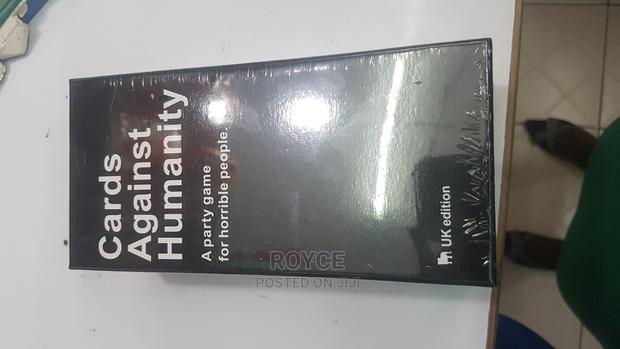 Cards
Against
Humanity
A party game
for horrible people.
UK edition
ROYCE
POSTED ON JIJI